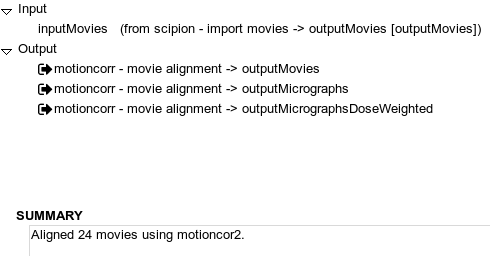 Input
inputMovies (from scipion - import movies -> outputMovies [outputMovies])
Output
motioncorr - movie alignment -> outputMovies
motioncorr - movie alignment -> outputMicrographs
motioncorr - movie alignment -> outputMicrographsDoseWeighted
SUMMARY
Aligned 24 movies using motioncor2.